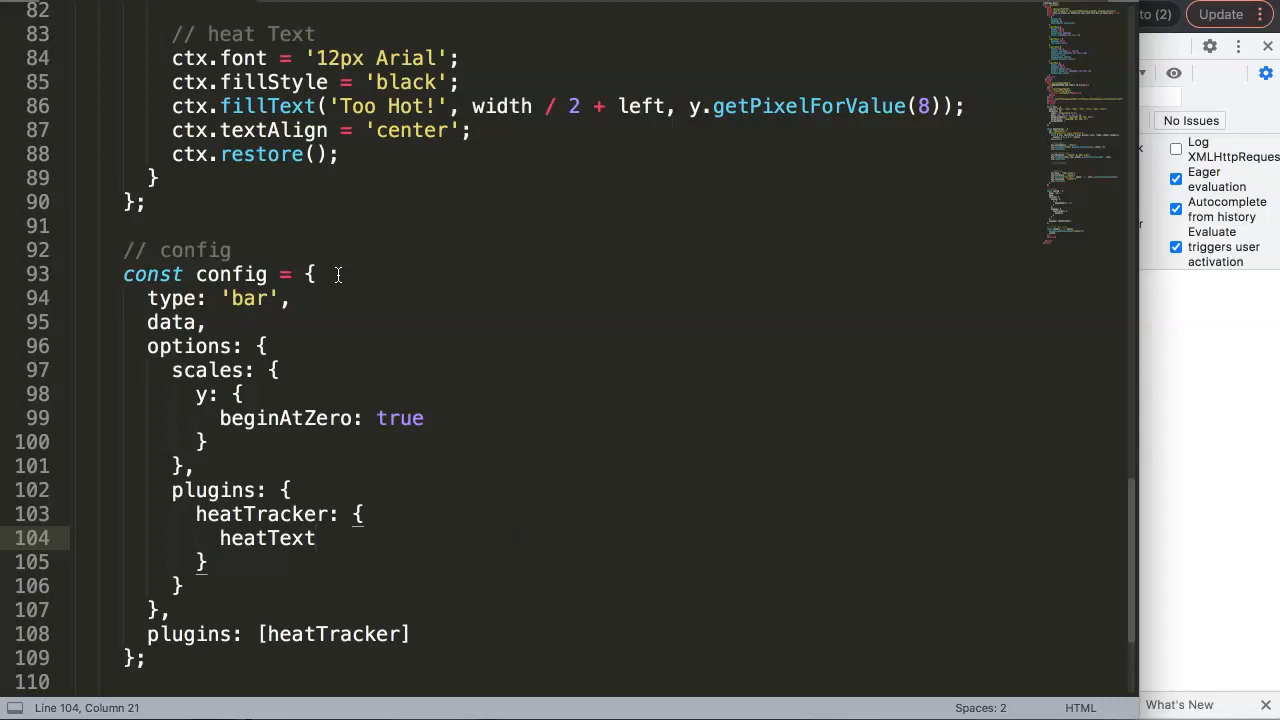 82
83 // heat Text
84 ctx.font = '12px Arial';
85 ctx.fillStyle = 'black';
86 ctx.fillText('Too Hot!', width / 2 + left, y.getPixelForValue(8));
87 ctx.textAlign = 'center';
88 ctx.restore();
89 }
90 };
91
92 // config
93 const config = {
94 type: 'bar',
95 data,
96 options: {
97 scales: {
98 y: {
99 beginAtZero: true
100 }
101 },
102 plugins: {
103 heatTracker: {
104 heatText
105 }
106 }
107 },
108 plugins: [heatTracker]
109 };
110
Line 104, Column 21
Spaces: 2
HTML
to (2)
Update
No Issues
Log
XMLHttpReques
Eager
evaluation
Autocomplete
from history
Evaluate
triggers user
activation
What's New